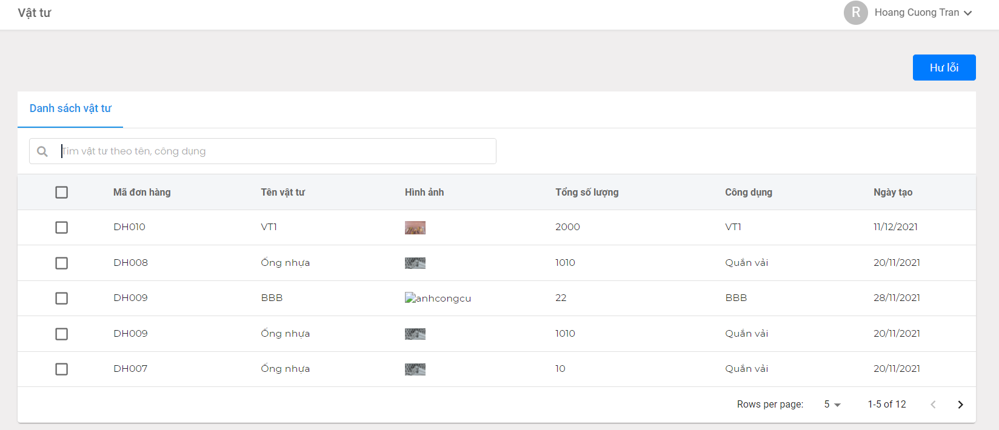 Vật tư
R Hoang Cuong Tran
Hư lỗi
Danh sách vật tư
Tìm vật tư theo tên, công dụng
Mã đơn hàng Tên vật tư Hình ảnh Tổng số lượng Công dụng Ngày tạo
DH010 VT1 2000 VT1 11/12/2021
DH008 Ống nhựa 1010 Quắn vải 20/11/2021
DH009 BBB anhcongcu 22 BBB 28/11/2021
DH009 Ống nhựa 1010 Quắn vải 20/11/2021
DH007 Ống nhựa 10 Quắn vải 20/11/2021
Rows per page: 5 1-5 of 12